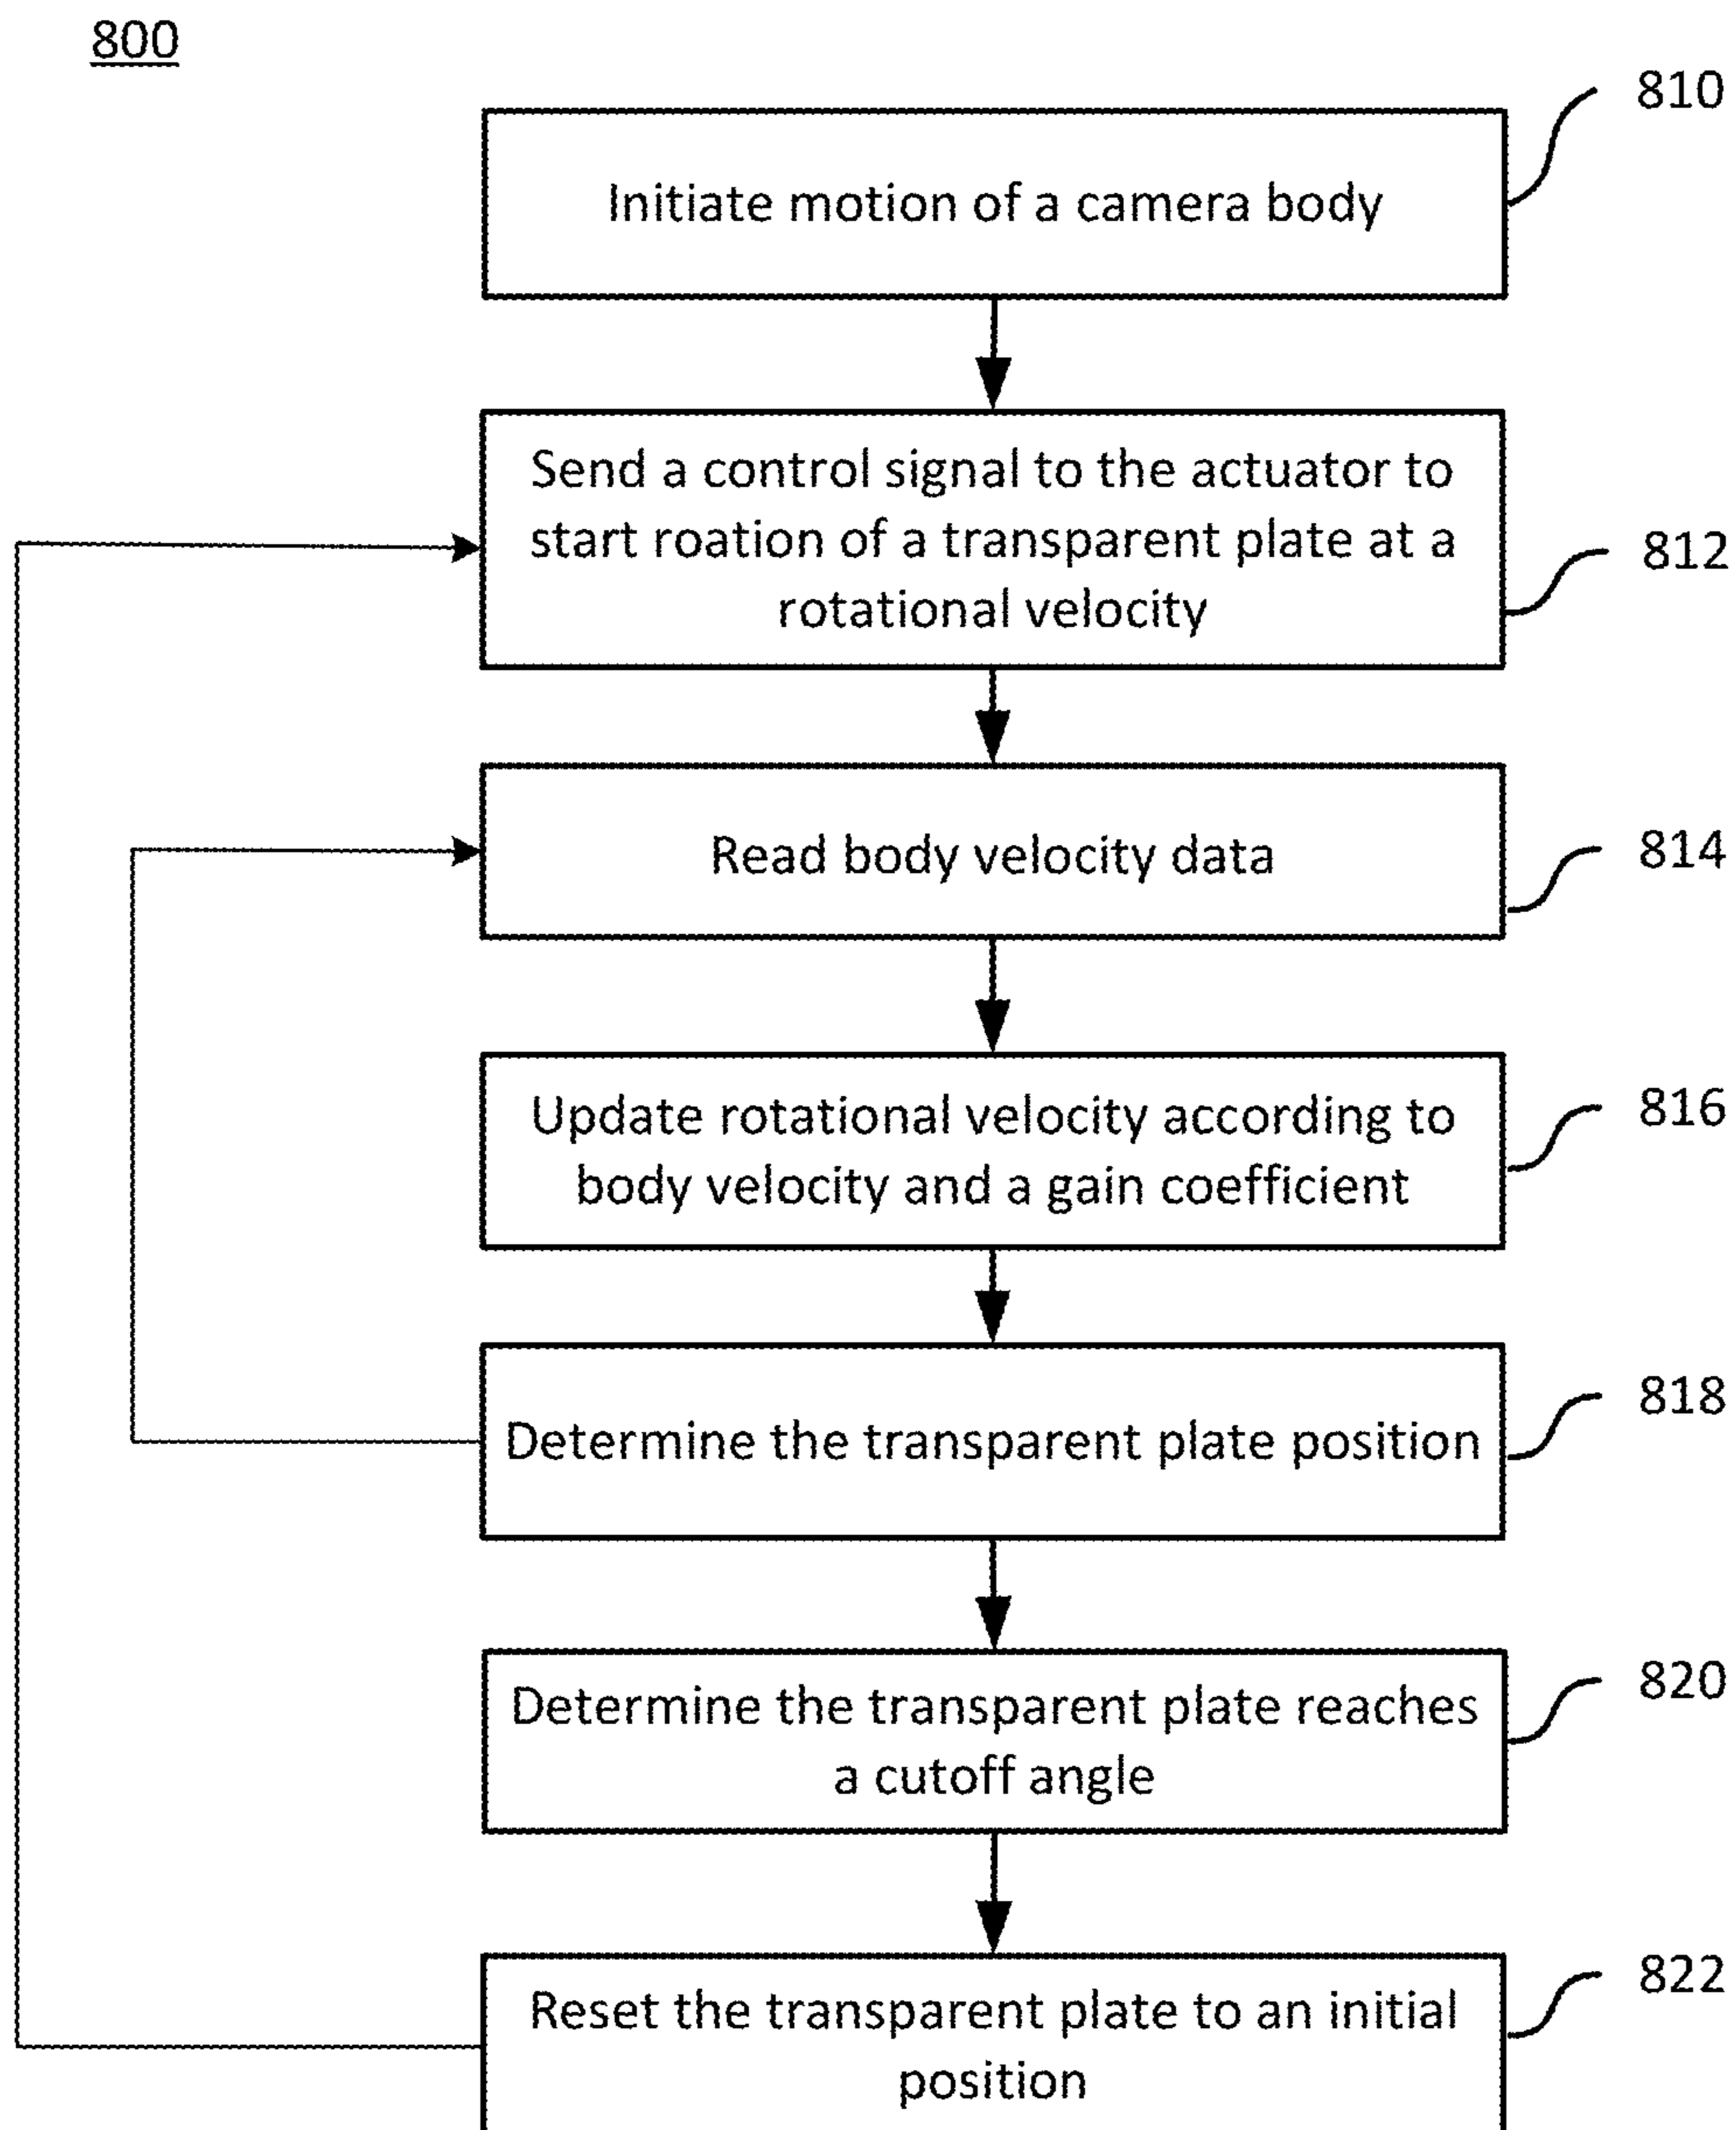 800
810
Initiate motion of a camera body
Send a control signal to the actuator to
start roation of a transparent plate at a
rotational velocity
812
Read body velocity data
814
Update rotational velocity according to
body velocity and a gain coefficient
816
Determine the transparent plate position
818
Determine the transparent plate reaches
a cutoff angle
820
Reset the transparent plate to an initial
position
822